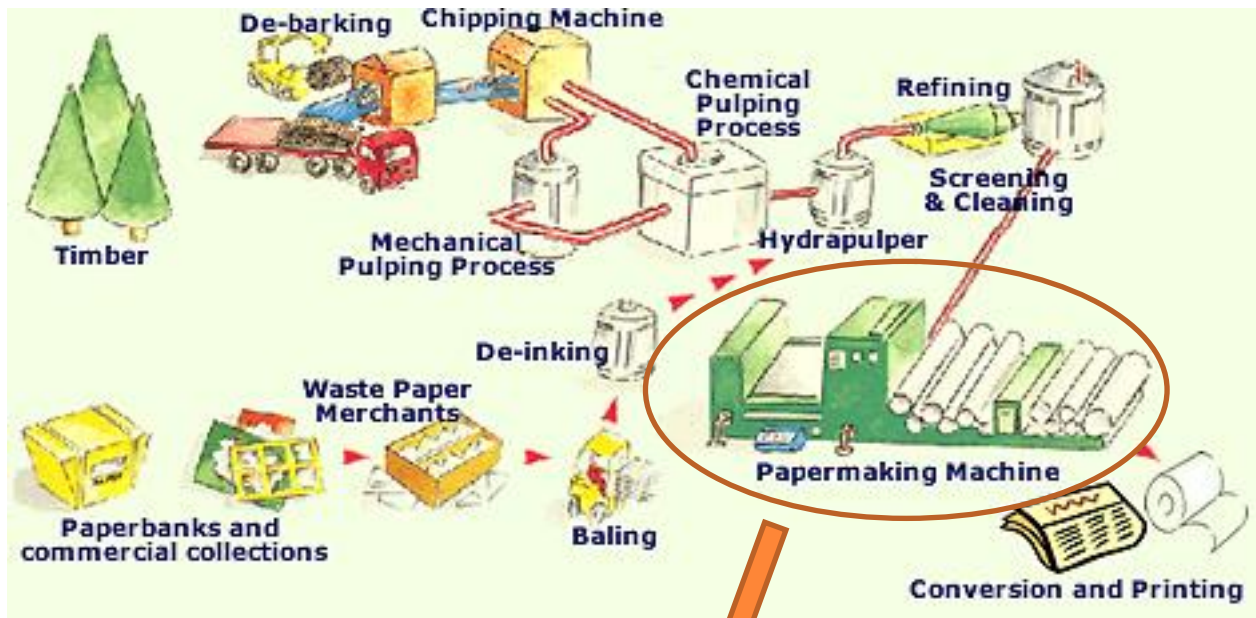 De-barking
Chipping Machine
Chemical
Pulping
Process
Refining
Screening
& Cleaning
Timber
Mechanical
Pulping Process
Hydrapulper
De-inking
Waste Paper
Merchants
Papermaking Machine
Paperbanks and
commercial collections
Baling
Conversion and Printing